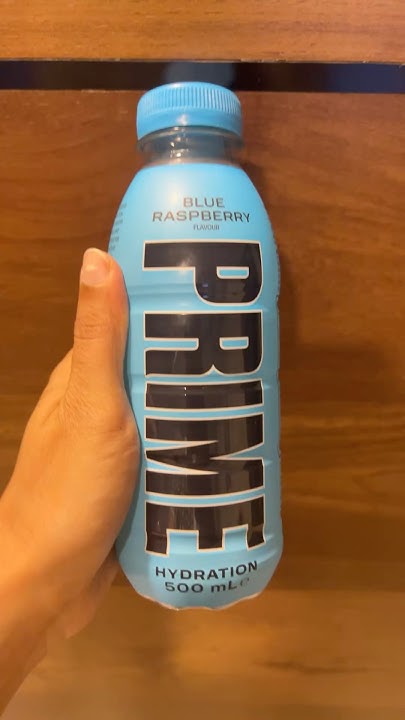 BLUE
RASPBERRY
FLAVOUR
PRIME
HYDRATION
500 mL℮